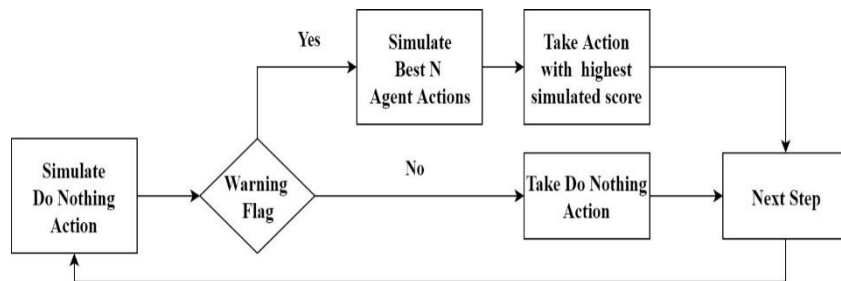 Simulate
Do Nothing
Action
Warning
Flag
Yes
Simulate
Best N
Agent Actions
Take Action
with highest
simulated score
No
Take Do Nothing
Action
Next Step